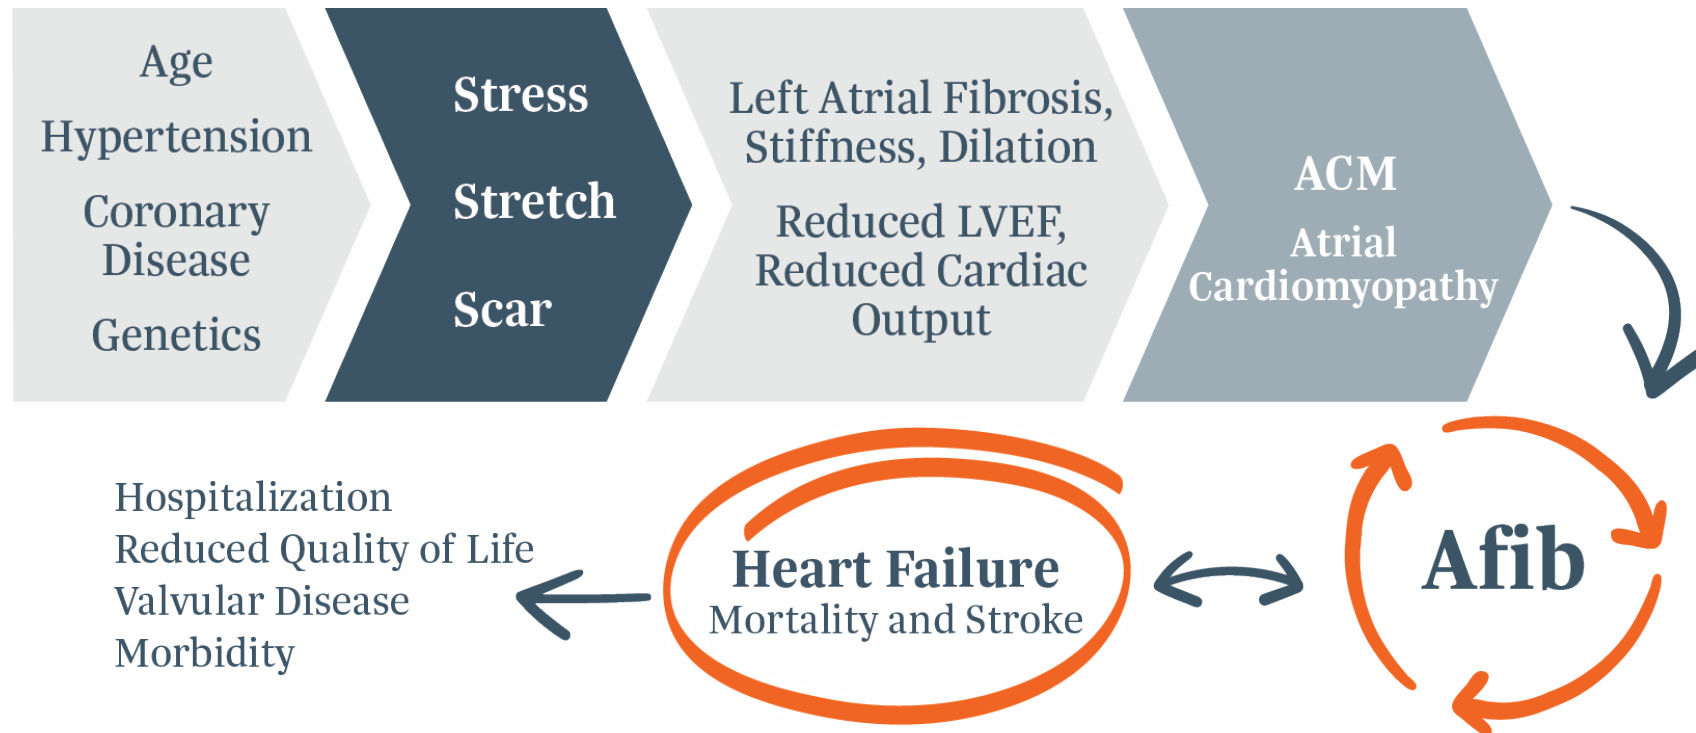 Age
Hypertension
Coronary
Disease
Genetics
Stress
Stretch
Scar
Left Atrial Fibrosis,
Stiffness, Dilation
Reduced LVEF,
Reduced Cardiac
Output
ACM
Atrial
Cardiomyopathy
Afib
Heart Failure
Mortality and Stroke
Hospitalization
Reduced Quality of Life
Valvular Disease
Morbidity